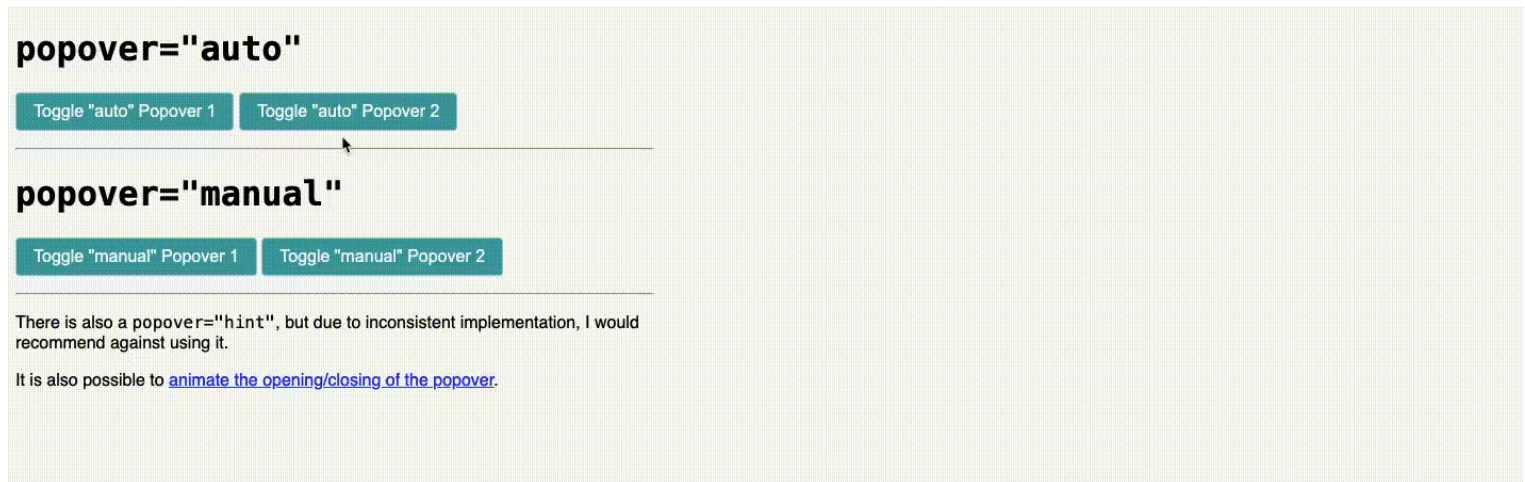 popover="auto"
Toggle "auto" Popover 1 Toggle "auto" Popover 2
popover="manual"
Toggle "manual" Popover 1 Toggle "manual" Popover 2
There is also a popover="hint", but due to inconsistent implementation, I would
recommend against using it.
It is also possible to animate the opening/closing of the popover.